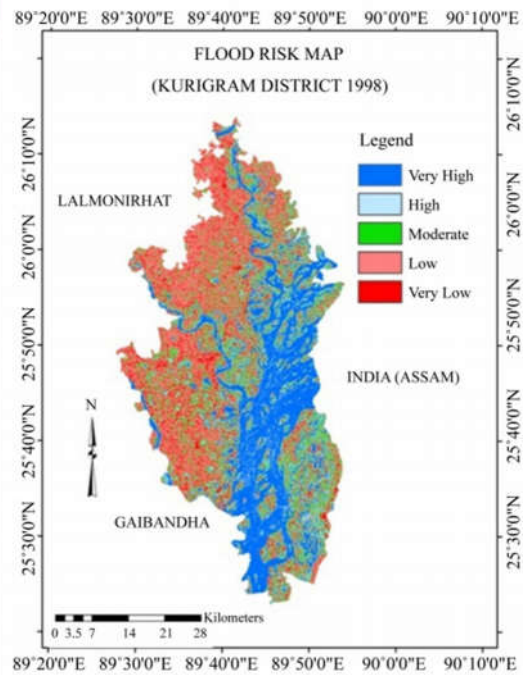 89°20'0"E 89°30'0"E 89°40'0"E 89°50'0"E 90°0'0"E 90°10'0"E
FLOOD RISK MAP
(KURIGRAM DISTRICT 1998)
Legend
Very High
High
Moderate
Low
Very Low
LALMONIRHAT
INDIA (ASSAM)
GAIBANDHA
N
Kilometers
0 3.5 7 14 21 28
26°10'0"N
26°0'0"N
25°50'0"N
25°40'0"N
25°30'0"N
26°10'0"N
26°0'0"N
25°50'0"N
25°40'0"N
25°30'0"N
89°20'0"E 89°30'0"E 89°40'0"E 89°50'0"E 90°0'0"E 90°10'0"E